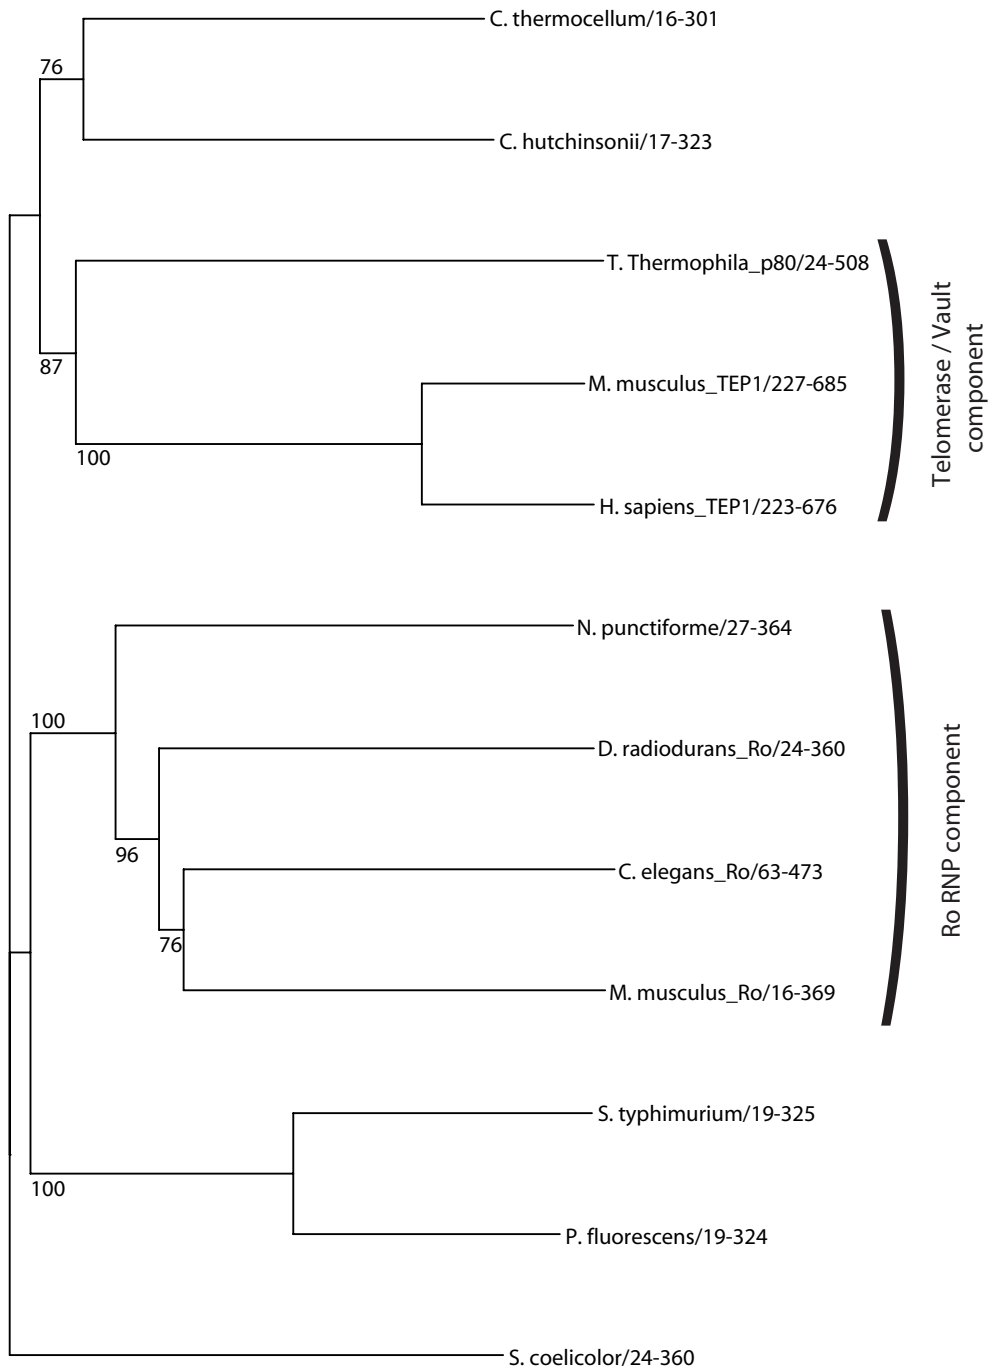 C. thermocellum/16-301
76
C. hutchinsonii/17-323
T. Thermophila_p80/24-508
87
M. musculus_TEP1/227-685
100
H. sapiens_TEP1/223-676
Telomerase / Vault
component
N. punctiforme/27-364
100
D. radiodurans_Ro/24-360
96
C. elegans_Ro/63-473
76
M. musculus_Ro/16-369
Ro RNP component
S. typhimurium/19-325
100
P. fluorescens/19-324
S. coelicolor/24-360